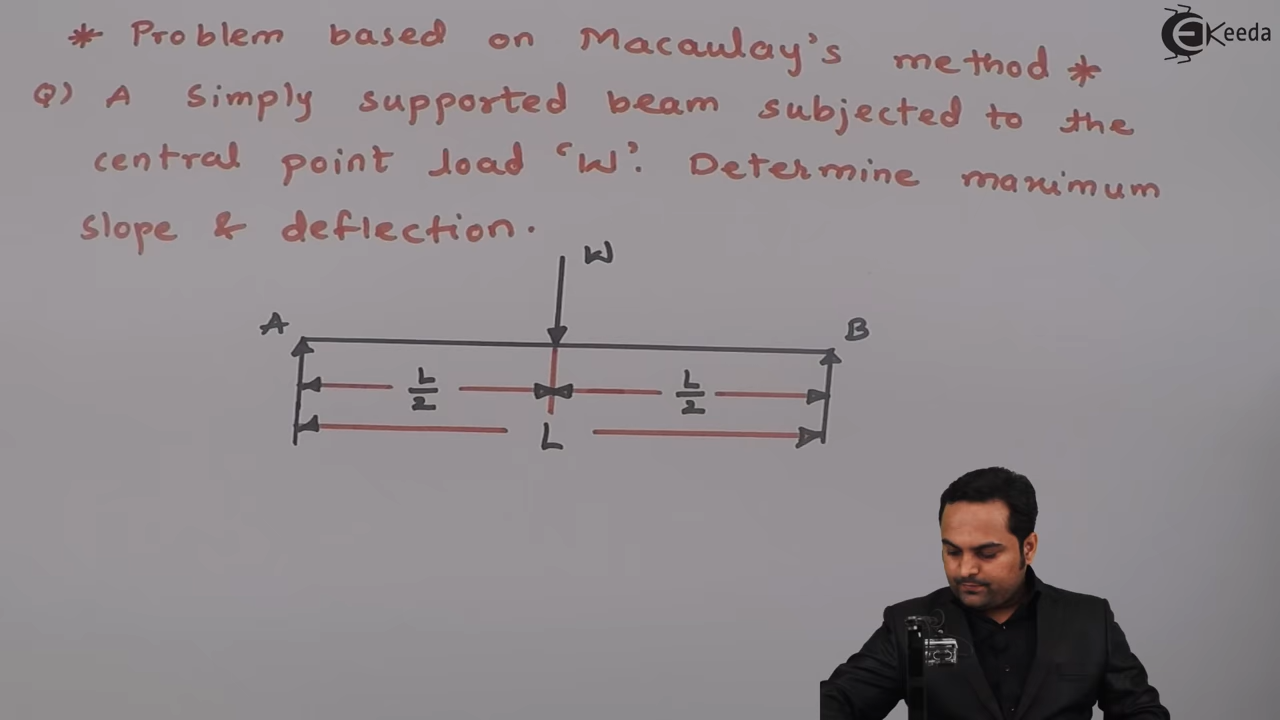 * Problem based on Macaulay's method *
Ekeeda
Q) A simply supported beam subjected to the
central point load 'W'. Determine maximum
slope & deflection.
W
A
B
L/2
L/2
L